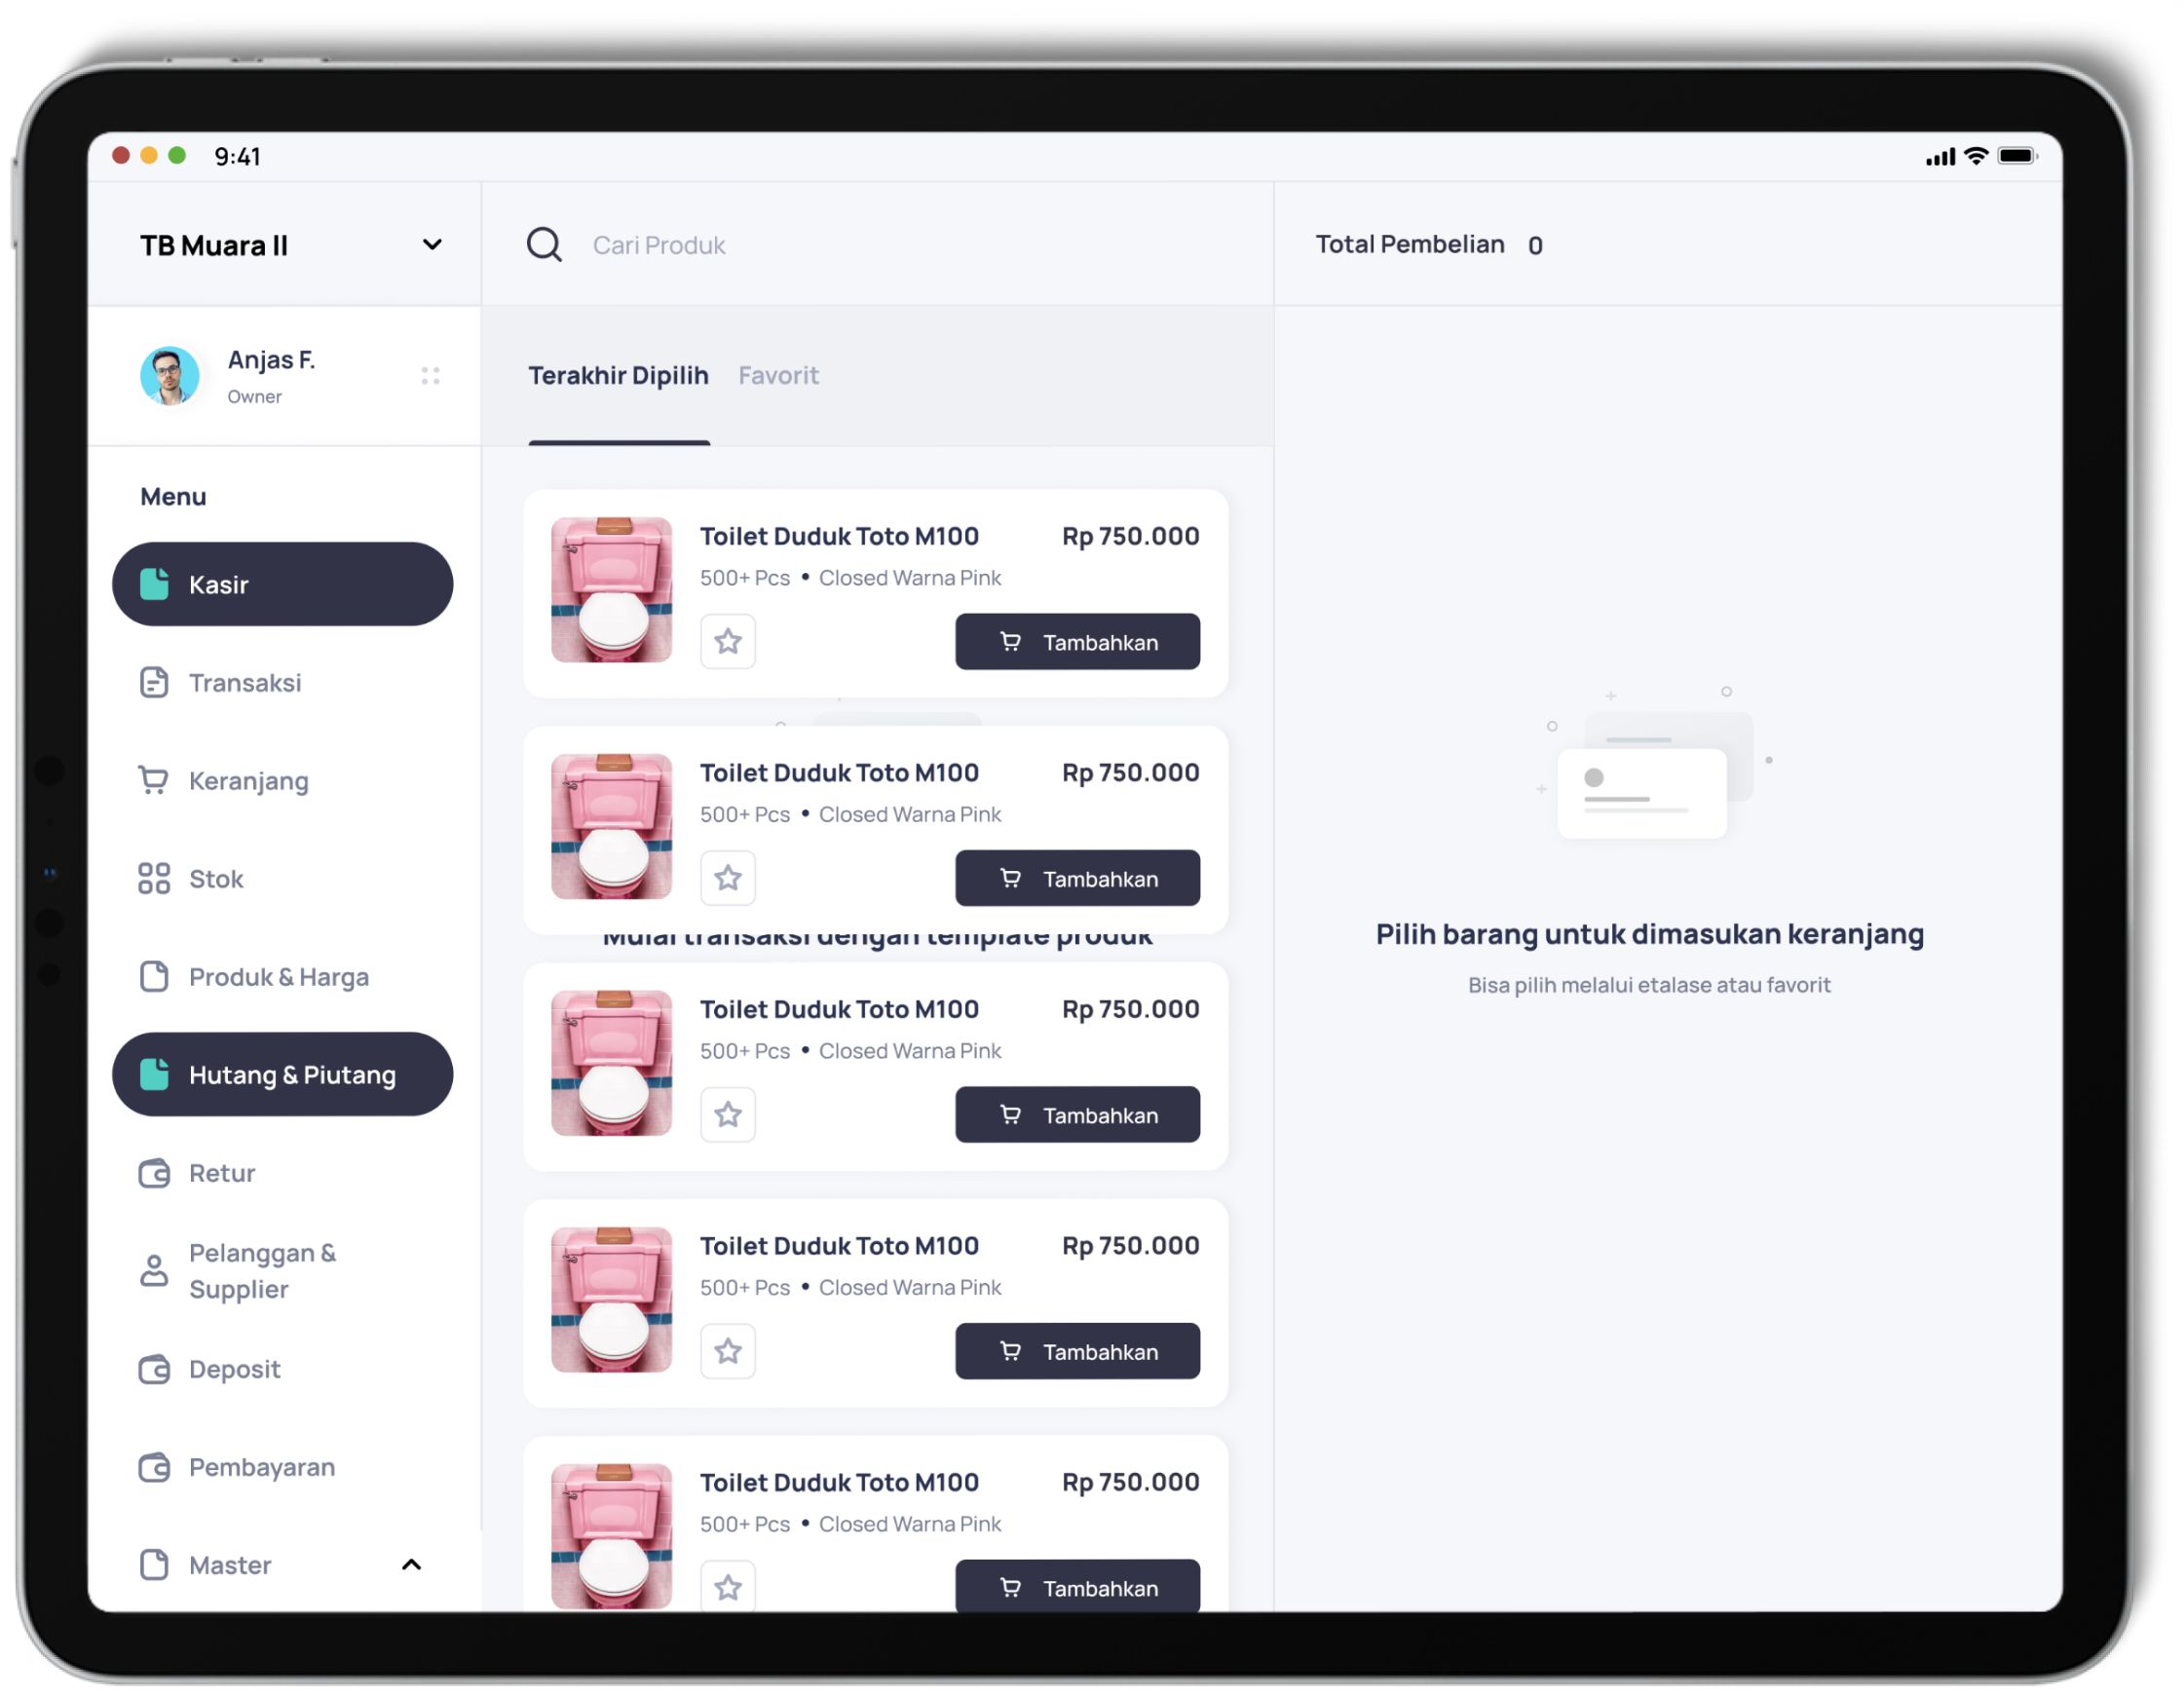 9:41
TB Muara II
Cari Produk
Total Pembelian 0
Anjas F.
Owner
Terakhir Dipilih Favorit
Menu
Kasir
Transaksi
Keranjang
Stok
Produk & Harga
Hutang & Piutang
Retur
Pelanggan &
Supplier
Deposit
Pembayaran
Master
Toilet Duduk Toto M100 Rp 750.000
500+ Pcs • Closed Warna Pink
Tambahkan
Toilet Duduk Toto M100 Rp 750.000
500+ Pcs • Closed Warna Pink
Tambahkan
Mulai transaksi dengan template produk
Toilet Duduk Toto M100 Rp 750.000
500+ Pcs • Closed Warna Pink
Tambahkan
Toilet Duduk Toto M100 Rp 750.000
500+ Pcs • Closed Warna Pink
Tambahkan
Toilet Duduk Toto M100 Rp 750.000
500+ Pcs • Closed Warna Pink
Tambahkan
Pilih barang untuk dimasukan keranjang
Bisa pilih melalui etalase atau favorit